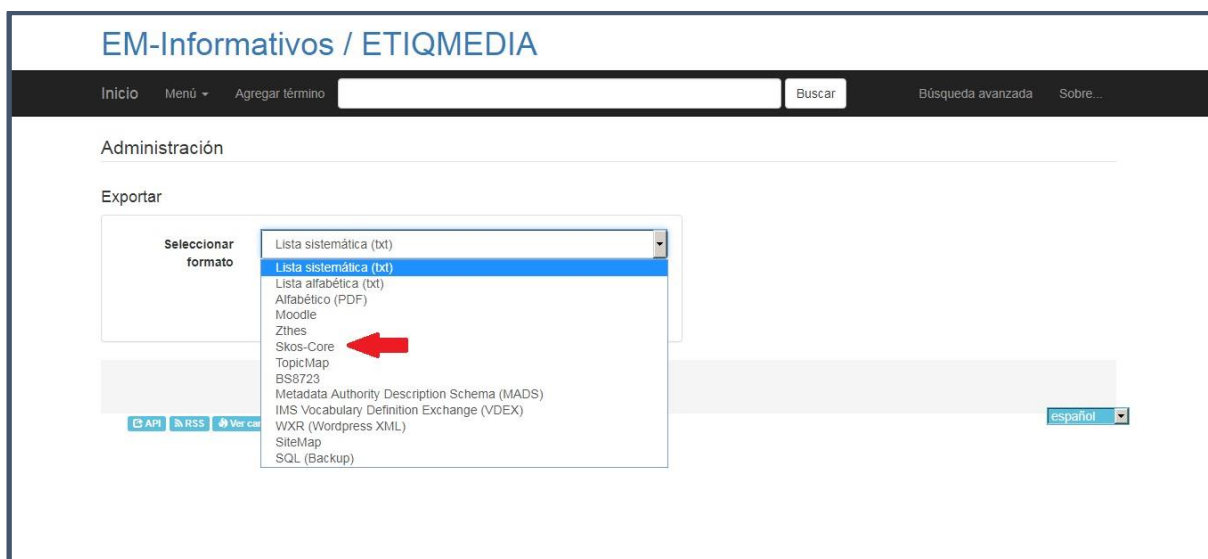 EM-Informativos / ETIQMEDIA
Inicio Menú Agregar término Buscar Búsqueda avanzada Sobre...
Administración
Exportar
Seleccionar formato
Lista sistemática (txt)
Lista sistemática (txt)
Lista alfabética (txt)
Alfabético (PDF)
Moodle
Zthes
Skos-Core
TopicMap
BS8723
Metadata Authority Description Schema (MADS)
IMS Vocabulary Definition Exchange (VDEX)
WXR (Wordpress XML)
SiteMap
SQL (Backup)
API RSS Ver
español